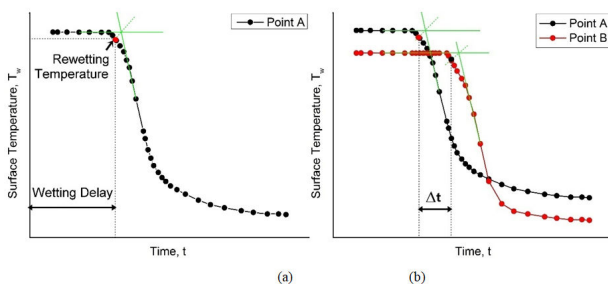 Point A
Rewetting
Temperature
Surface Temperature, T_w
Wetting Delay
Time, t
(a)
Point A
Point B
Surface Temperature, T_w
Δt
Time, t
(b)